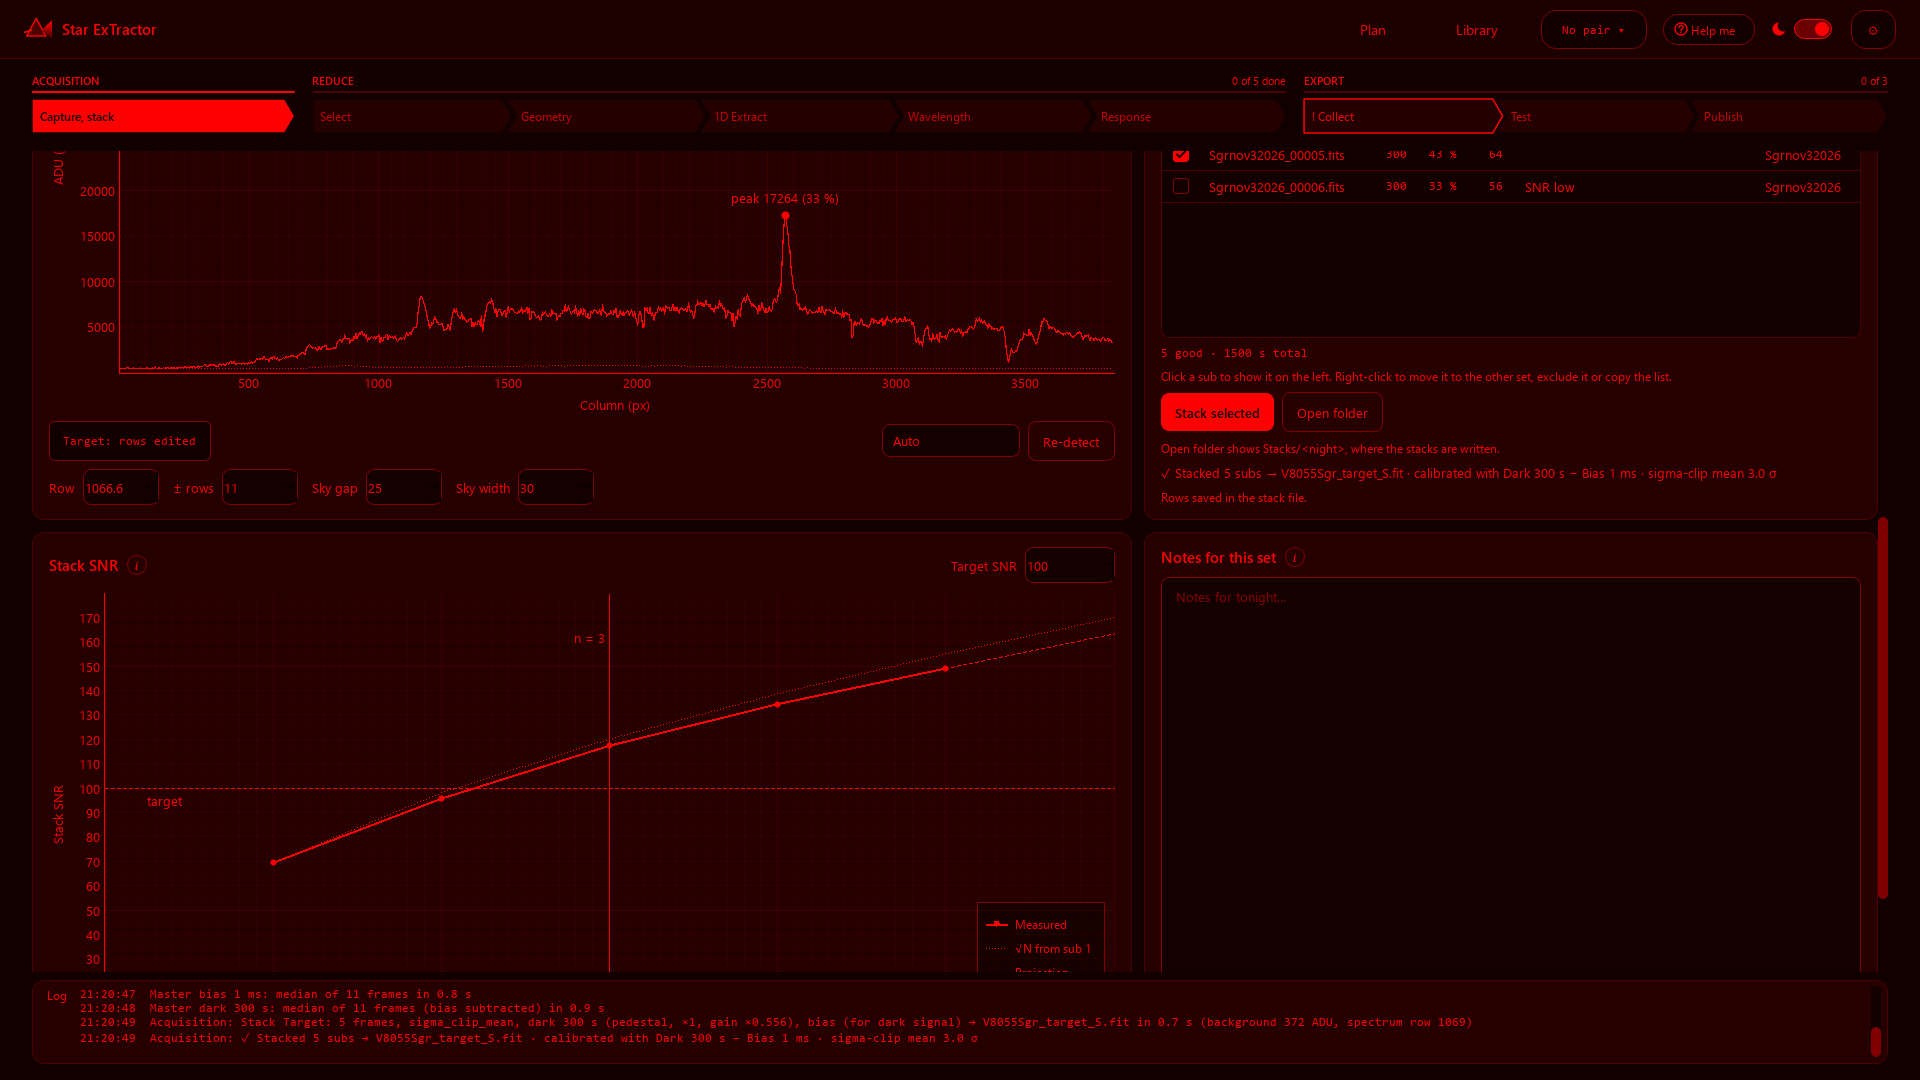 Star ExTractor
Plan
Library
No pair ▾
Help me
ACQUISITION
REDUCE
0 of 5 done
EXPORT
0 of 3
Capture, stack
Select
Geometry
1D Extract
Wavelength
Response
! Collect
Test
Publish
ADU (
20000
15000
10000
5000
peak 17264 (33 %)
500
1000
1500
2000
2500
3000
3500
Column (px)
Target: rows edited
Auto
Re-detect
Row
1066.6
± rows
11
Sky gap
25
Sky width
30
Sgrnov32026_00005.fits 300 43 % 64 Sgrnov32026
Sgrnov32026_00006.fits 300 33 % 56 SNR low Sgrnov32026
5 good · 1500 s total
Click a sub to show it on the left. Right-click to move it to the other set, exclude it or copy the list.
Stack selected
Open folder
Open folder shows Stacks/<night>, where the stacks are written.
✓ Stacked 5 subs → V8055Sgr_target_S.fit · calibrated with Dark 300 s − Bias 1 ms · sigma-clip mean 3.0 σ
Rows saved in the stack file.
Stack SNR
i
Target SNR
100
170
160
150
140
130
120
110
100
90
80
70
60
50
40
30
Stack SNR
n = 3
target
Measured
√N from sub 1
Projection
Notes for this set
i
Notes for tonight...
Log
21:20:47 Master bias 1 ms: median of 11 frames in 0.8 s
21:20:48 Master dark 300 s: median of 11 frames (bias subtracted) in 0.9 s
21:20:49 Acquisition: Stack Target: 5 frames, sigma_clip_mean, dark 300 s (pedestal, ×1, gain ×0.556), bias (for dark signal) → V8055Sgr_target_S.fit in 0.7 s (background 372 ADU, spectrum row 1069)
21:20:49 Acquisition: ✓ Stacked 5 subs → V8055Sgr_target_S.fit · calibrated with Dark 300 s − Bias 1 ms · sigma-clip mean 3.0 σ